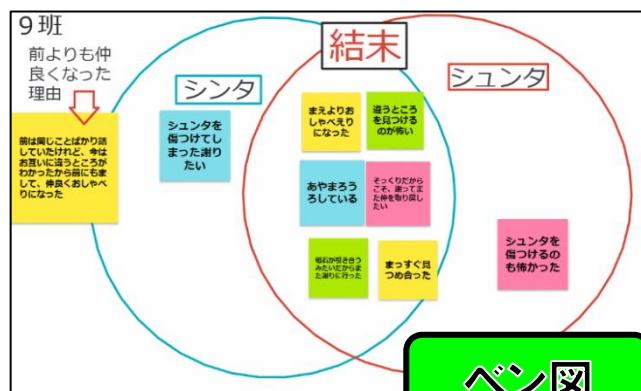 9班
前よりも仲
良くなった
理由
結末
シンタ
シュンタ
前は同じことばかり話
していたけれど、今は
お互いに違うところが
わかったから前にもま
して、仲良くおしゃべ
りになった
シュンタを
傷つけてし
まった謝り
たい
まえよりお
しゃべえり
になった
違うところ
を見つける
のが怖い
あやまろう
ろしている
そっくりだから
こそ、謝ってま
た仲を取り戻し
たい
磁石が引き合う
みたいだからま
た謝りに行った
まっすぐ見
つめ合った
シュンタを
傷つけるの
も怖かった
ベン図